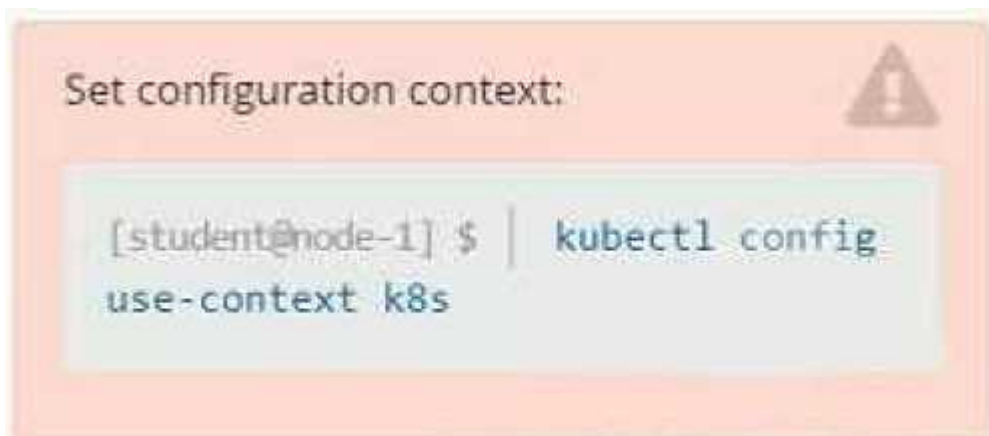 Set configuration context:
[student@node-1] $ | kubectl config
use-context k8s